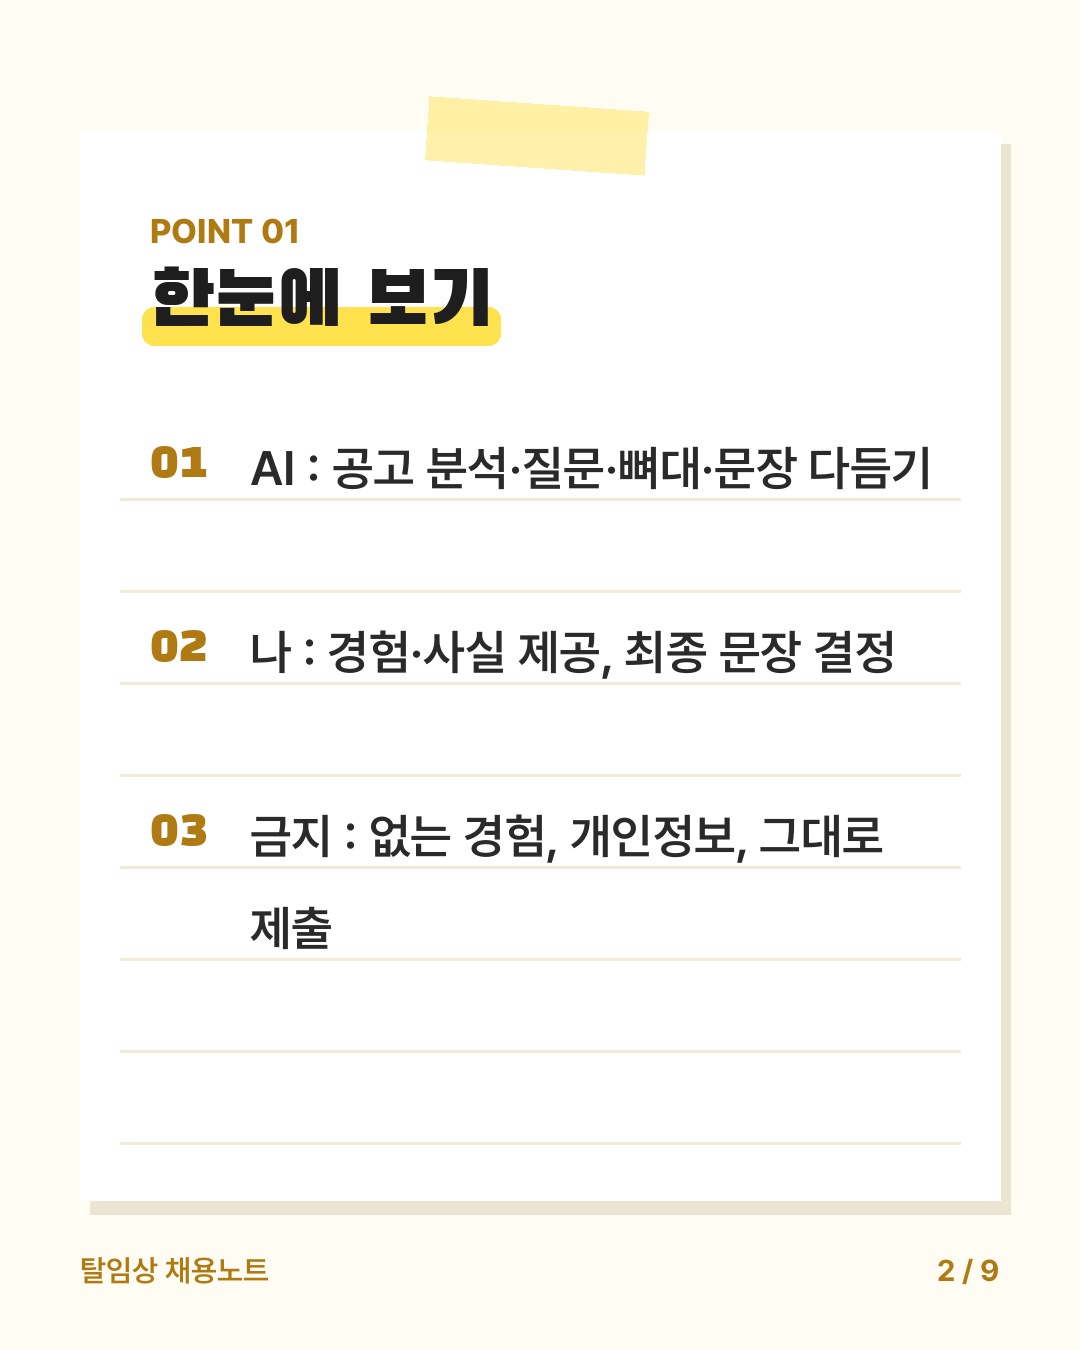 POINT 01
한눈에 보기
01 AI : 공고 분석·질문·뼈대·문장 다듬기
02 나 : 경험·사실 제공, 최종 문장 결정
03 금지 : 없는 경험, 개인정보, 그대로
제출
탈임상 채용노트
2 / 9